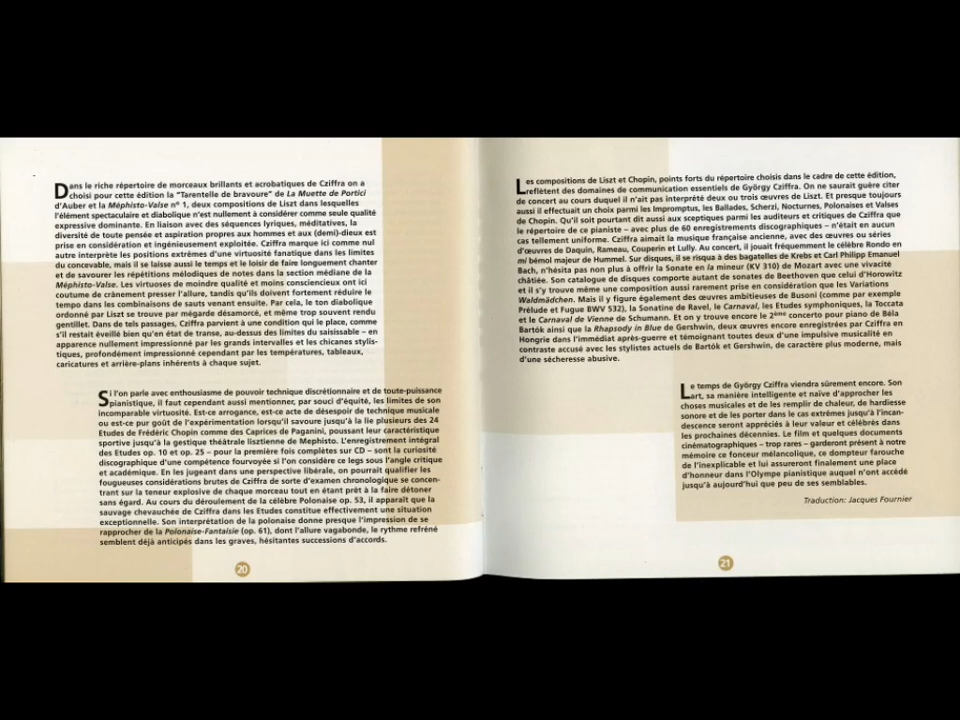 Dans le riche répertoire de morceaux brillants et acrobatiques de Cziffra on a
choisi pour cette édition la "Tarentelle de bravoure" de La Muette de Portici
d'Auber et la Méphisto-Valse nº 1, deux compositions de Liszt dans lesquelles
l'élément spectaculaire et diabolique n'est nullement à considérer comme seule qualité
expressive dominante. En liaison avec des séquences lyriques, méditatives, la
diversité de toute pensée et aspiration propres aux hommes et aux (demi)-dieux est
prise en considération et ingénieusement exploitée. Cziffra marque ici comme nul
autre interprète les positions extrêmes d'une virtuosité fanatique dans les limites
du concevable, mais il se laisse aussi le temps et le loisir de faire longuement chanter
et de savourer les répétitions mélodiques de notes dans la section médiane de la
Méphisto-Valse. Les virtuoses de moindre qualité et moins consciencieux ont ici
coutume de crânement presser l'allure, tandis qu'ils doivent fortement réduire le
tempo dans les combinaisons de sauts venant ensuite. Par cela, le ton diabolique
ordonné par Liszt se trouve par mégarde désamorcé, et même trop souvent rendu
gentillet. Dans de tels passages, Cziffra parvient à une condition qui le place, comme
s'il restait éveillé bien qu'en état de transe, au-dessus des limites du saisissable – en
apparence nullement impressionné par les grands intervalles et les chicanes stylis-
tiques, profondément impressionné cependant par les températures, tableaux,
caricatures et arrière-plans inhérents à chaque sujet.
Si l'on parle avec enthousiasme de pouvoir technique discrétionnaire et de toute-puissance
pianistique, il faut cependant aussi mentionner, par souci d'équité, les limites de son
incomparable virtuosité. Est-ce arrogance, est-ce acte de désespoir de technique musicale
ou est-ce pur goût de l'expérimentation lorsqu'il savoure jusqu'à la lie plusieurs des 24
Etudes de Frédéric Chopin comme des Caprices de Paganini, poussant leur caractéristique
sportive jusqu'à la gestique théâtrale lisztienne de Mephisto. L'enregistrement intégral
des Etudes op. 10 et op. 25 – pour la première fois complètes sur CD – sont la curiosité
discographique d'une compétence fourvoyée si l'on considère ce legs sous l'angle critique
et académique. En les jugeant dans une perspective libérale, on pourrait qualifier les
fougueuses considérations brutes de Cziffra de sorte d'examen chronologique se concen-
trant sur la teneur explosive de chaque morceau tout en étant prêt à la faire détoner
sans égard. Au cours du déroulement de la célèbre Polonaise op. 53, il apparaît que la
sauvage chevauchée de Cziffra dans les Etudes constitue effectivement une situation
exceptionnelle. Son interprétation de la polonaise donne presque l'impression de se
rapprocher de la Polonaise-Fantaisie (op. 61), dont l'allure vagabonde, le rythme refréné
semblent déjà anticipés dans les graves, hésitantes successions d'accords.
20
Les compositions de Liszt et Chopin, points forts du répertoire choisis dans le cadre de cette édition,
reflètent des domaines de communication essentiels de György Cziffra. On ne saurait guère citer
de concert au cours duquel il n'ait pas interprété deux ou trois œuvres de Liszt. Et presque toujours
aussi il effectuait un choix parmi les Impromptus, les Ballades, Scherzi, Nocturnes, Polonaises et Valses
de Chopin. Qu'il soit pourtant dit aussi aux sceptiques parmi les auditeurs et critiques de Cziffra que
le répertoire de ce pianiste – avec plus de 60 enregistrements discographiques – n'était en aucun
cas tellement uniforme. Cziffra aimait la musique française ancienne, avec des œuvres ou séries
d'œuvres de Daquin, Rameau, Couperin et Lully. Au concert, il jouait fréquemment le célèbre Rondo en
mi bémol majeur de Hummel. Sur disques, il se risqua à des bagatelles de Krebs et Carl Philipp Emanuel
Bach, n'hésita pas non plus à offrir la Sonate en la mineur (KV 310) de Mozart avec une vivacité
châtiée. Son catalogue de disques comporte autant de sonates de Beethoven que celui d'Horowitz
et il s'y trouve même une composition aussi rarement prise en considération que les Variations
Waldmädchen. Mais il y figure également des œuvres ambitieuses de Busoni (comme par exemple
Prélude et Fugue BWV 532), la Sonatine de Ravel, le Carnaval, les Etudes symphoniques, la Toccata
et le Carnaval de Vienne de Schumann. Et on y trouve encore le 2ème concerto pour piano de Béla
Bartók ainsi que la Rhapsody in Blue de Gershwin, deux œuvres encore enregistrées par Cziffra en
Hongrie dans l'immédiat après-guerre et témoignant toutes deux d'une impulsive musicalité en
contraste accusé avec les stylistes actuels de Bartók et Gershwin, de caractère plus moderne, mais
d'une sécheresse abusive.
Le temps de György Cziffra viendra sûrement encore. Son
art, sa manière intelligente et naïve d'approcher les
choses musicales et de les remplir de chaleur, de hardiesse
sonore et de les porter dans le cas extrêmes jusqu'à l'incan-
descence seront appréciés à leur valeur et célébrés dans
les prochaines décennies. Le film et quelques documents
cinématographiques – trop rares – garderont présent à notre
mémoire ce fonceur mélancolique, ce dompteur farouche
de l'inexplicable et lui assureront finalement une place
d'honneur dans l'Olympe pianistique auquel n'ont accédé
jusqu'à aujourd'hui que peu de ses semblables.
Traduction: Jacques Fournier
21